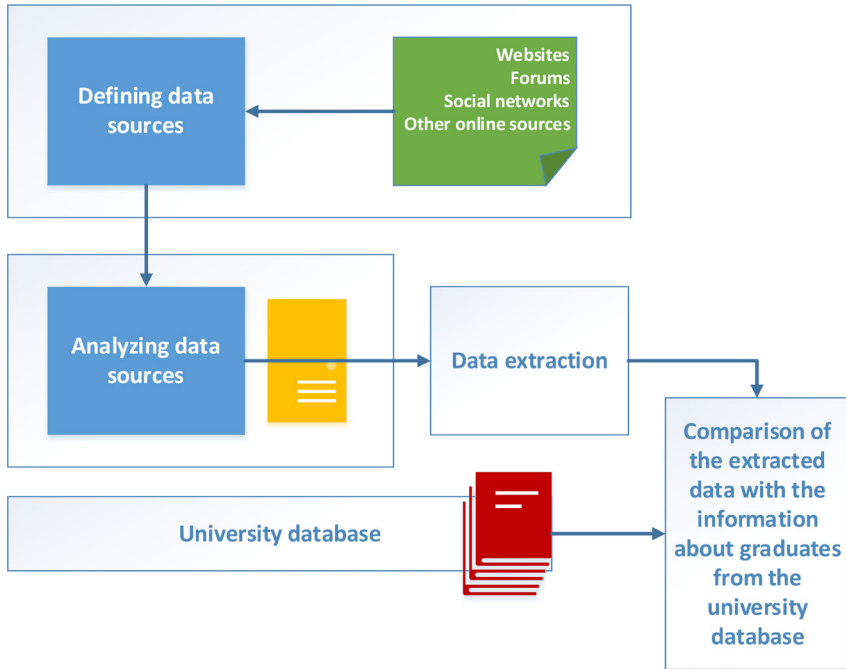 Defining data
sources
Websites
Forums
Social networks
Other online sources
Analyzing data
sources
Data extraction
University database
Comparison of
the extracted
data with the
information
about graduates
from the
university
database